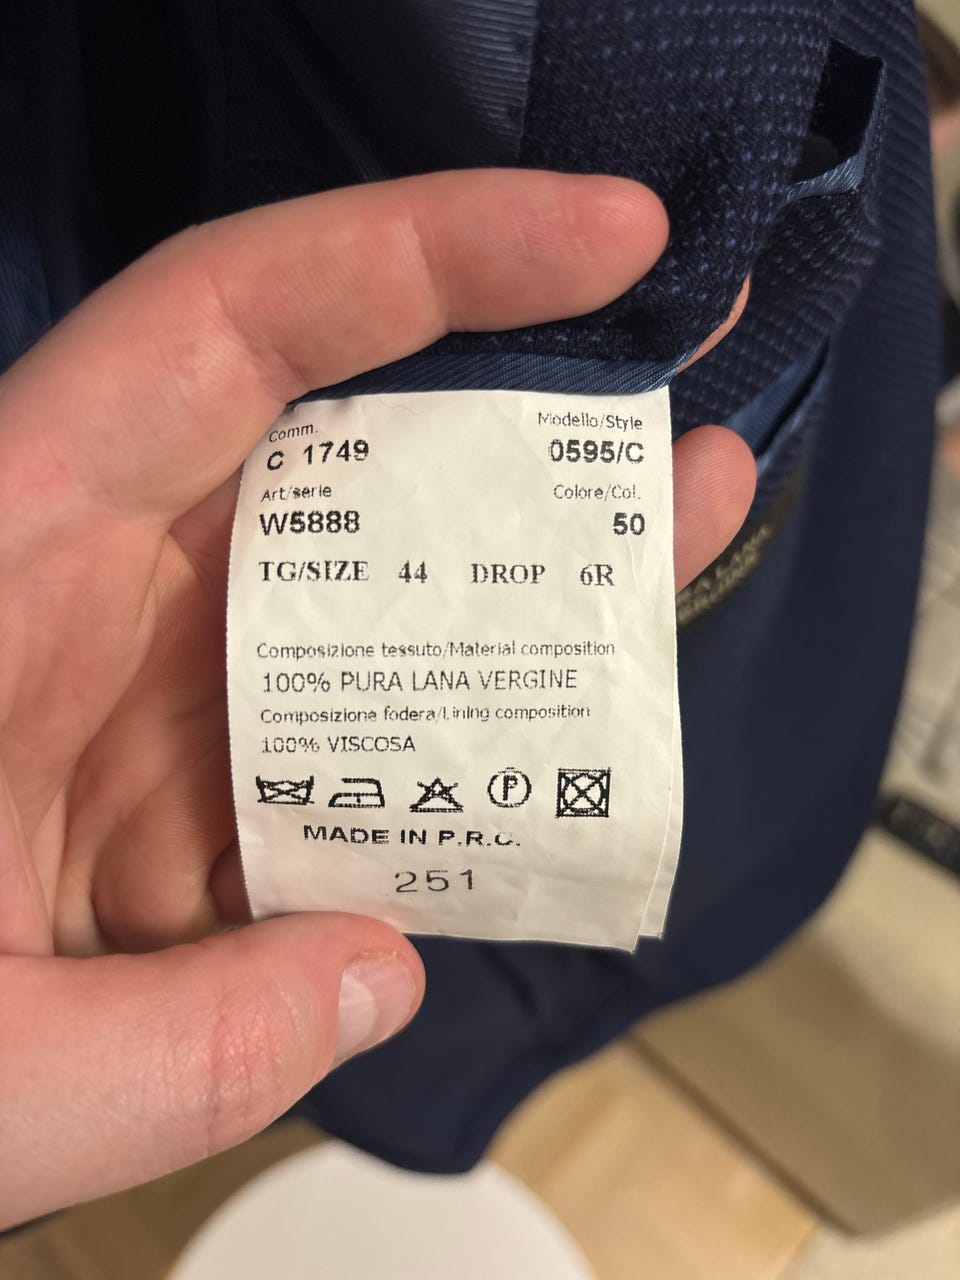 Comm. Modello/Style
C 1749 0595/C
Art/serie Colore/Col.
W5888 50
TG/SIZE 44 DROP 6R
Composizione tessuto/Material composition
100% PURA LANA VERGINE
Composizione fodera/Lining composition
100% VISCOSA
P
MADE IN P.R.C.
251
LANA